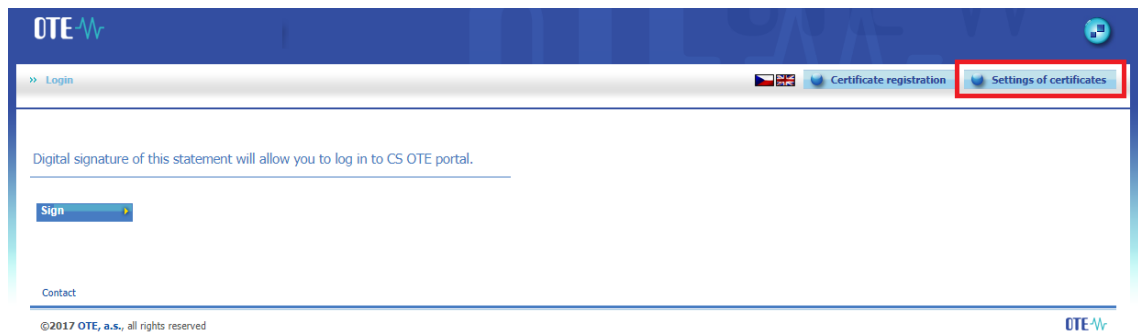 OTE
» Login
Certificate registration
Settings of certificates
Digital signature of this statement will allow you to log in to CS OTE portal.
Sign
Contact
©2017 OTE, a.s., all rights reserved
OTE